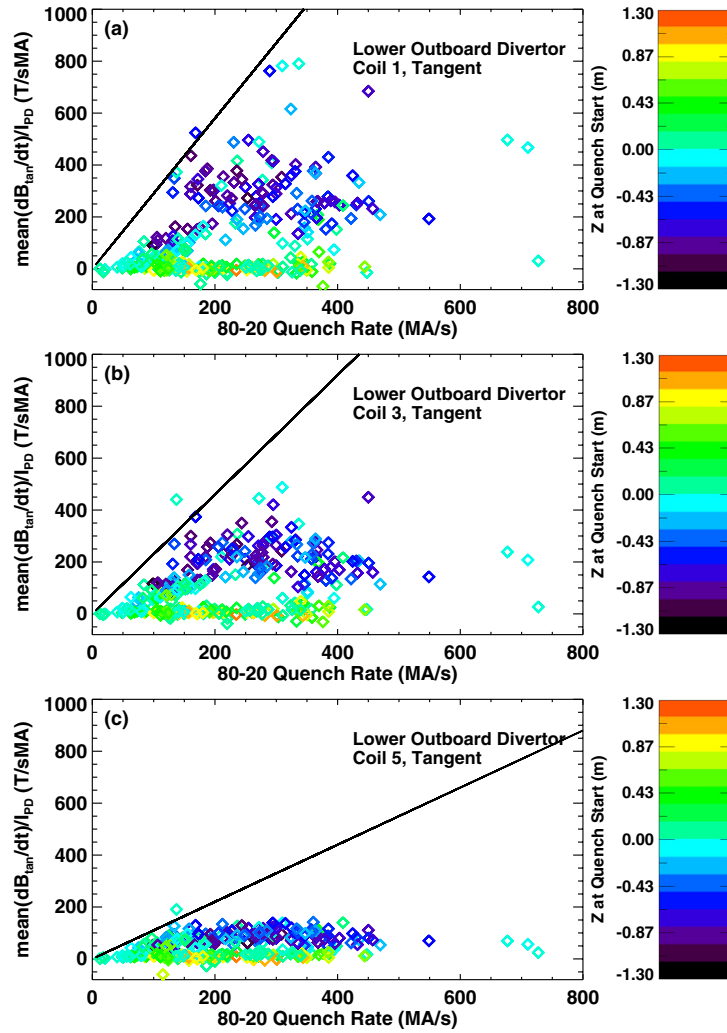 (a)
Lower Outboard Divertor
Coil 1, Tangent
mean(dB_tan/dt)/I_PD (T/sMA)
1000
800
600
400
200
0
0 200 400 600 800
80-20 Quench Rate (MA/s)
Z at Quench Start (m)
1.30
0.87
0.43
0.00
-0.43
-0.87
-1.30
(b)
Lower Outboard Divertor
Coil 3, Tangent
mean(dB_tan/dt)/I_PD (T/sMA)
1000
800
600
400
200
0
0 200 400 600 800
80-20 Quench Rate (MA/s)
Z at Quench Start (m)
1.30
0.87
0.43
0.00
-0.43
-0.87
-1.30
(c)
Lower Outboard Divertor
Coil 5, Tangent
mean(dB_tan/dt)/I_PD (T/sMA)
1000
800
600
400
200
0
0 200 400 600 800
80-20 Quench Rate (MA/s)
Z at Quench Start (m)
1.30
0.87
0.43
0.00
-0.43
-0.87
-1.30